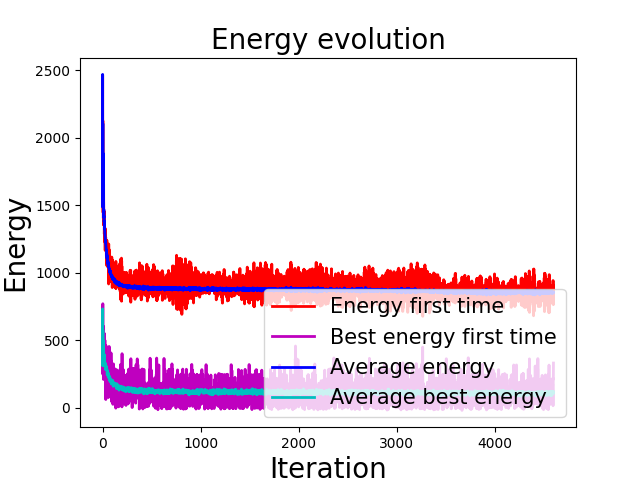 Energy evolution
Energy
2500
2000
1500
1000
500
0
0
1000
2000
3000
4000
Iteration
Energy first time
Best energy first time
Average energy
Average best energy